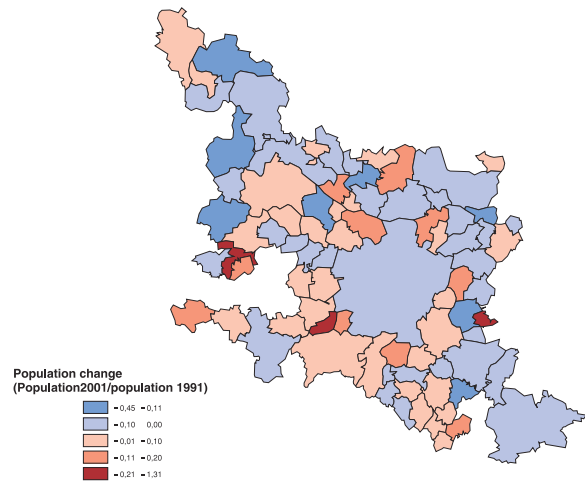 Population change
(Population2001/population 1991)
- 0,45 - 0,11
- 0,10 0,00
- 0,01 - 0,10
- 0,11 - 0,20
- 0,21 - 1,31